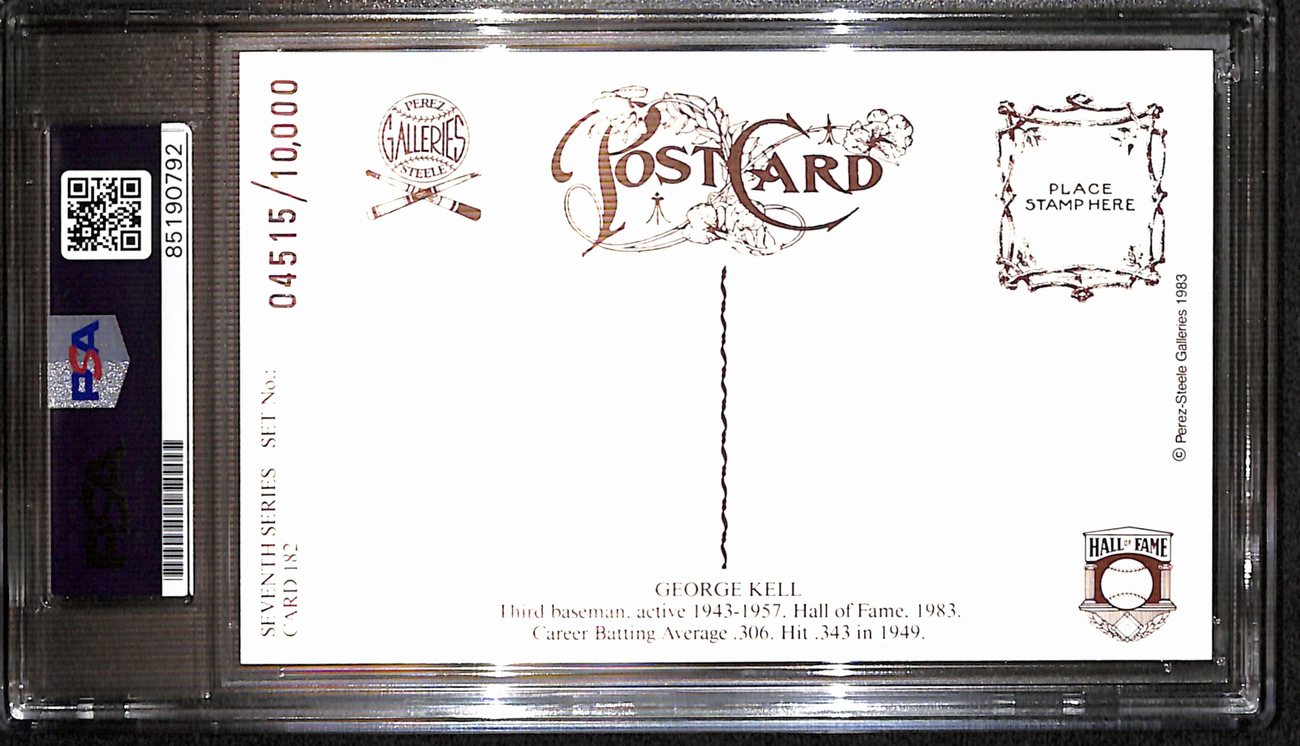 85190792
PSA
04515/10,000
SEVENTH SERIES SET No.:
CARD 182
PEREZ
GALLERIES
STEELE
POSTCARD
PLACE
STAMP HERE
© Perez-Steele Galleries 1983
HALL OF FAME
GEORGE KELL
Third baseman, active 1943-1957. Hall of Fame, 1983.
Career Batting Average .306. Hit .343 in 1949.